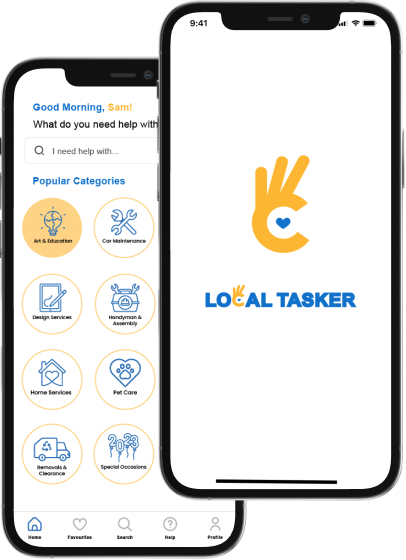 Good Morning, Sam!
What do you need help with
I need help with...
Popular Categories
Art & Education
Car Maintenance
Design Services
Handyman &
Assembly
Home Services
Pet Care
2023
Removals &
Clearance
Special Occasions
Home
Favourites
Search
Help
Profile
9:41
LOCAL TASKER